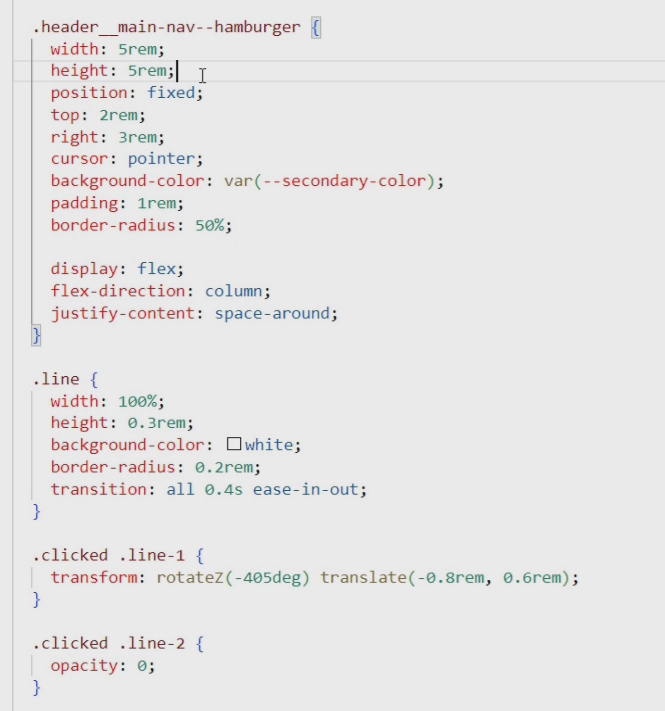 .header__main-nav--hamburger {
width: 5rem;
height: 5rem;
position: fixed;
top: 2rem;
right: 3rem;
cursor: pointer;
background-color: var(--secondary-color);
padding: 1rem;
border-radius: 50%;
display: flex;
flex-direction: column;
justify-content: space-around;
}
.line {
width: 100%;
height: 0.3rem;
background-color: white;
border-radius: 0.2rem;
transition: all 0.4s ease-in-out;
}
.clicked .line-1 {
transform: rotateZ(-405deg) translate(-0.8rem, 0.6rem);
}
.clicked .line-2 {
opacity: 0;
}